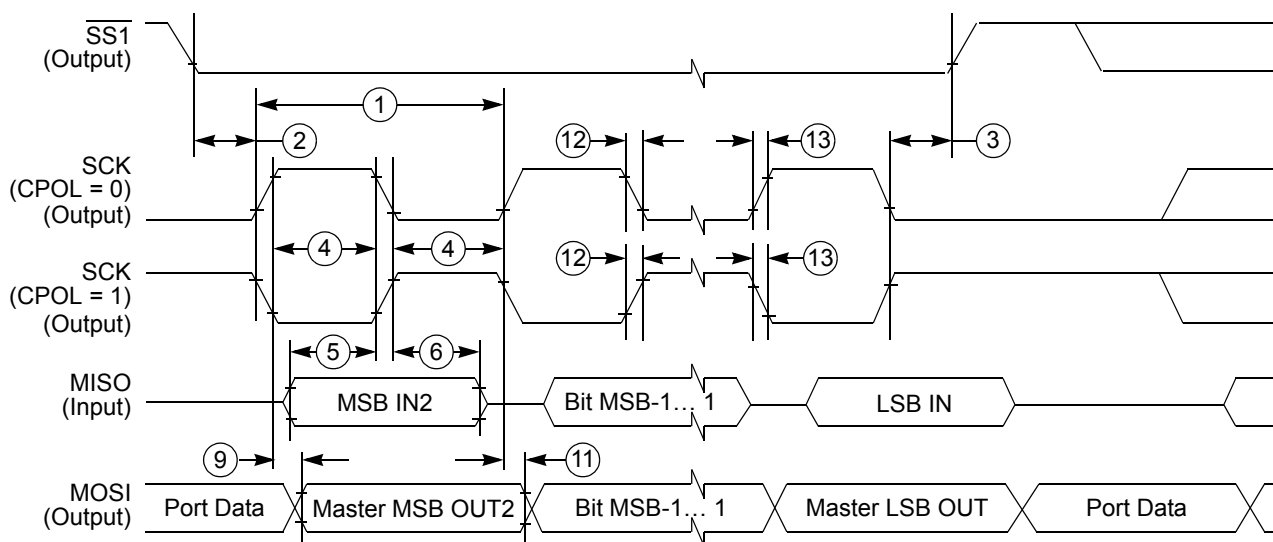 SS1
(Output)
1
2
12
13
3
SCK
(CPOL = 0)
(Output)
4
4
SCK
(CPOL = 1)
(Output)
12
13
5
6
MISO
(Input)
MSB IN2
Bit MSB-1… 1
LSB IN
9
11
MOSI
(Output)
Port Data
Master MSB OUT2
Bit MSB-1… 1
Master LSB OUT
Port Data